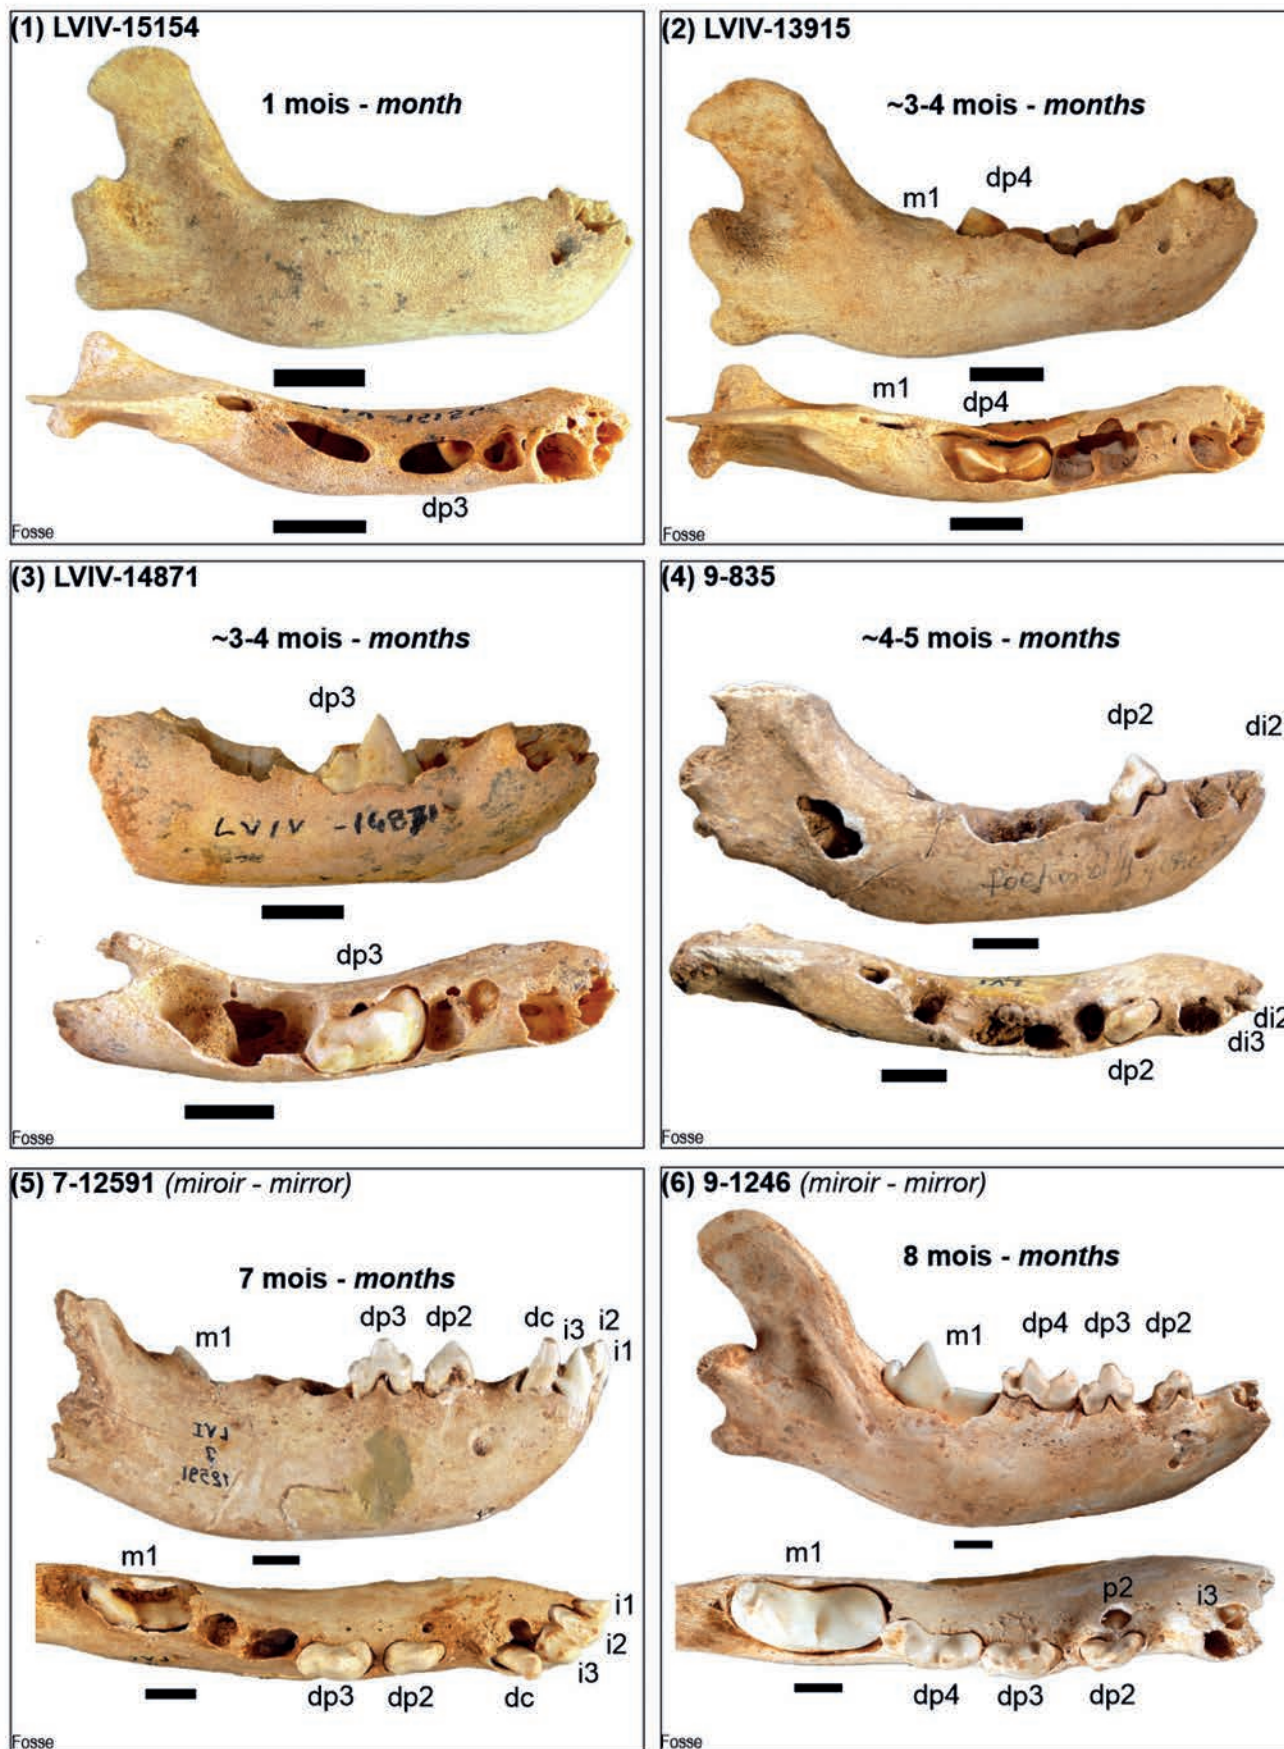 (1) LVIV-15154
1 mois - month
dp3
Fosse
(2) LVIV-13915
~3-4 mois - months
m1
dp4
m1
dp4
Fosse
(3) LVIV-14871
~3-4 mois - months
dp3
LVIV -14871
dp3
Fosse
(4) 9-835
~4-5 mois - months
dp2
di2
LVI
di2
di3
dp2
Fosse
(5) 7-12591 (miroir - mirror)
7 mois - months
m1
dp3
dp2
dc
i3
i2
i1
LVI
7
12591
m1
i1
i2
i3
dp3
dp2
dc
Fosse
(6) 9-1246 (miroir - mirror)
8 mois - months
m1
dp4
dp3
dp2
m1
p2
i3
dp4
dp3
dp2
Fosse